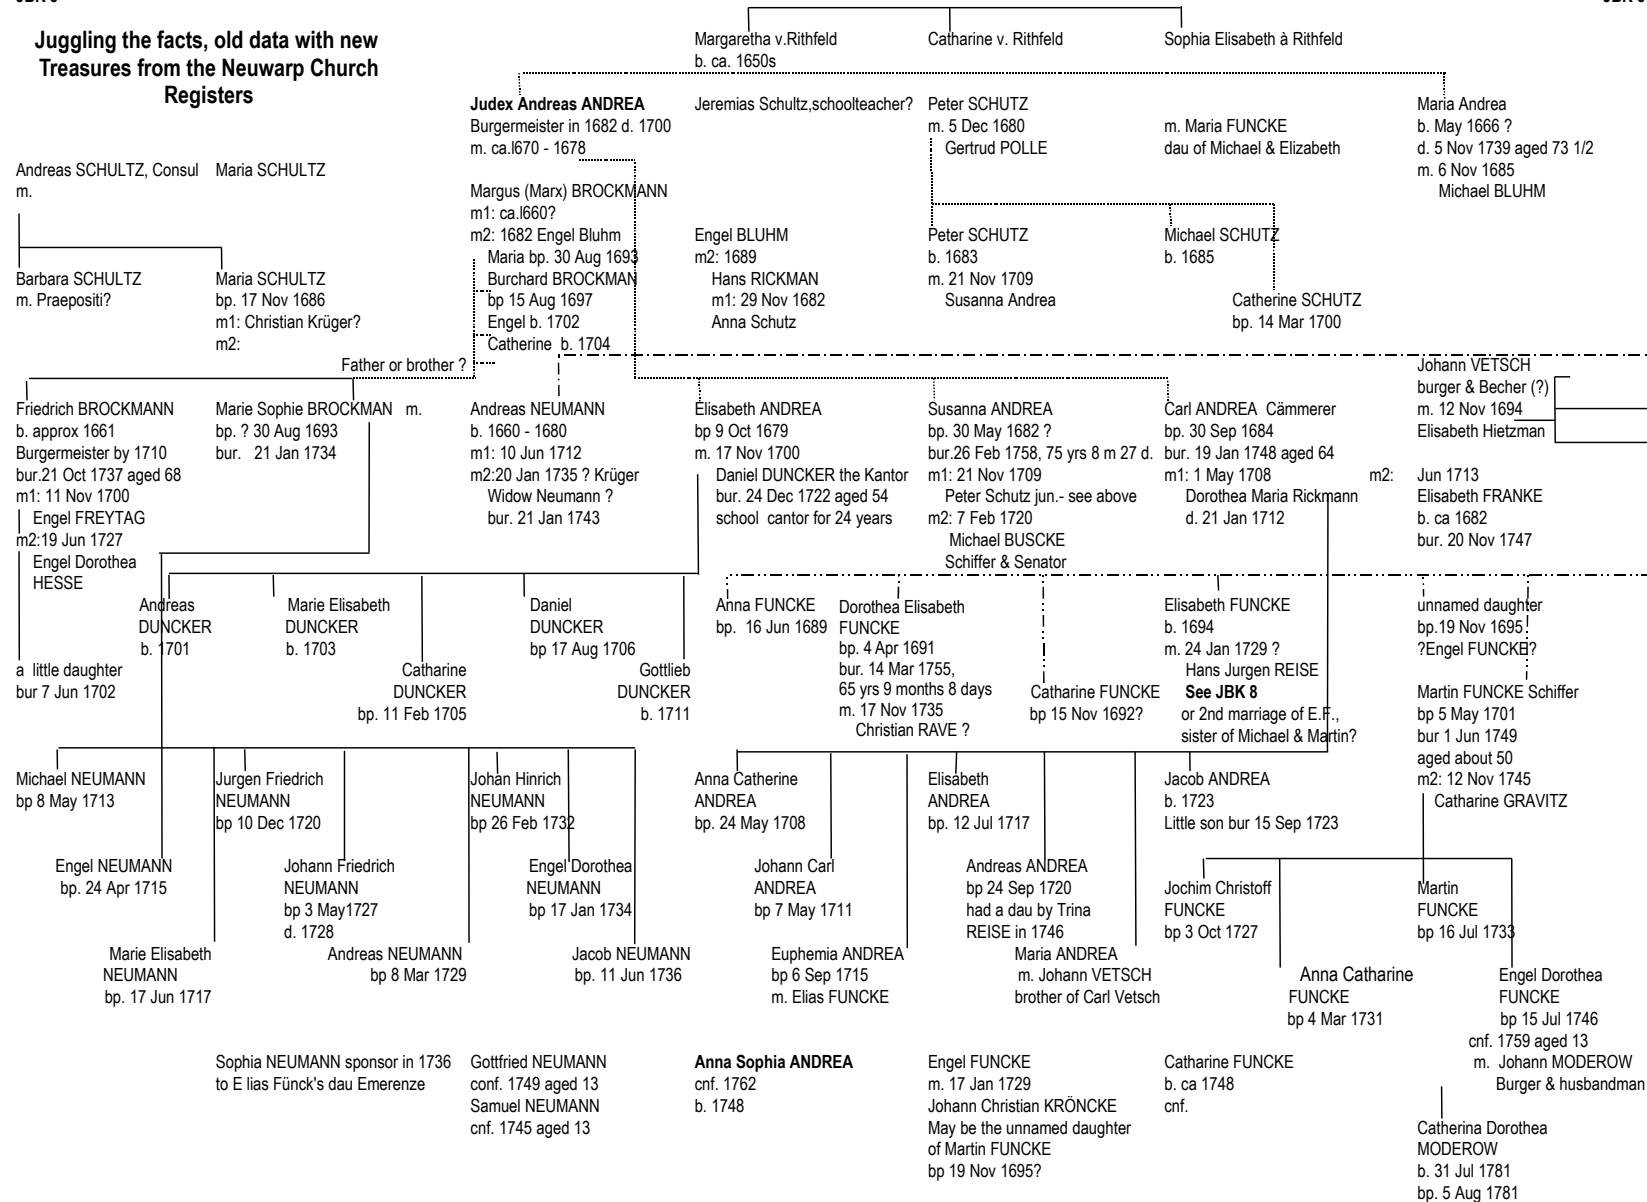 Juggling the facts, old data with new
Treasures from the Neuwarp Church
Registers
Margaretha v.Rithfeld
b. ca. 1650s
Catharine v. Rithfeld
Sophia Elisabeth à Rithfeld
Judex Andreas ANDREA
Burgermeister in 1682 d. 1700
m. ca.l670 - 1678
Jeremias Schultz,schoolteacher?
Peter SCHUTZ
m. 5 Dec 1680
Gertrud POLLE
m. Maria FUNCKE
dau of Michael & Elizabeth
Maria Andrea
b. May 1666 ?
d. 5 Nov 1739 aged 73 1/2
m. 6 Nov 1685
Michael BLUHM
Andreas SCHULTZ, Consul
m.
Maria SCHULTZ
Margus (Marx) BROCKMANN
m1: ca.l660?
m2: 1682 Engel Bluhm
Maria bp. 30 Aug 1693
Burchard BROCKMAN
bp 15 Aug 1697
Engel b. 1702
Catherine b. 1704
Engel BLUHM
m2: 1689
Hans RICKMAN
m1: 29 Nov 1682
Anna Schutz
Peter SCHUTZ
b. 1683
m. 21 Nov 1709
Susanna Andrea
Michael SCHUTZ
b. 1685
Catherine SCHUTZ
bp. 14 Mar 1700
Barbara SCHULTZ
m. Praepositi?
Maria SCHULTZ
bp. 17 Nov 1686
m1: Christian Krüger?
m2:
Father or brother ?
Johann VETSCH
burger & Becher (?)
m. 12 Nov 1694
Elisabeth Hietzman
Friedrich BROCKMANN
b. approx 1661
Burgermeister by 1710
bur.21 Oct 1737 aged 68
m1: 11 Nov 1700
Engel FREYTAG
m2:19 Jun 1727
Engel Dorothea
HESSE
Marie Sophie BROCKMAN m.
bp. ? 30 Aug 1693
bur. 21 Jan 1734
Andreas NEUMANN
b. 1660 - 1680
m1: 10 Jun 1712
m2:20 Jan 1735 ? Krüger
Widow Neumann ?
bur. 21 Jan 1743
Elisabeth ANDREA
bp 9 Oct 1679
m. 17 Nov 1700
Daniel DUNCKER the Kantor
bur. 24 Dec 1722 aged 54
school cantor for 24 years
Susanna ANDREA
bp. 30 May 1682 ?
bur.26 Feb 1758, 75 yrs 8 m 27 d.
m1: 21 Nov 1709
Peter Schutz jun.- see above
m2: 7 Feb 1720
Michael BUSCKE
Schiffer & Senator
Carl ANDREA Cämmerer
bp. 30 Sep 1684
bur. 19 Jan 1748 aged 64
m1: 1 May 1708
Dorothea Maria Rickmann
d. 21 Jan 1712
m2: Jun 1713
Elisabeth FRANKE
b. ca 1682
bur. 20 Nov 1747
Andreas
DUNCKER
b. 1701
Marie Elisabeth
DUNCKER
b. 1703
Daniel
DUNCKER
bp 17 Aug 1706
Catharine
DUNCKER
bp. 11 Feb 1705
Gottlieb
DUNCKER
b. 1711
Anna FUNCKE
bp. 16 Jun 1689
Dorothea Elisabeth
FUNCKE
bp. 4 Apr 1691
bur. 14 Mar 1755,
65 yrs 9 months 8 days
m. 17 Nov 1735
Christian RAVE ?
Catharine FUNCKE
bp 15 Nov 1692?
Elisabeth FUNCKE
b. 1694
m. 24 Jan 1729 ?
Hans Jurgen REISE
See JBK 8
or 2nd marriage of E.F.,
sister of Michael & Martin?
unnamed daughter
bp.19 Nov 1695
?Engel FUNCKE?
Martin FUNCKE Schiffer
bp 5 May 1701
bur 1 Jun 1749
aged about 50
m2: 12 Nov 1745
Catharine GRAVITZ
a little daughter
bur 7 Jun 1702
Michael NEUMANN
bp 8 May 1713
Jurgen Friedrich
NEUMANN
bp 10 Dec 1720
Johan Hinrich
NEUMANN
bp 26 Feb 1732
Anna Catherine
ANDREA
bp. 24 May 1708
Elisabeth
ANDREA
bp. 12 Jul 1717
Jacob ANDREA
b. 1723
Little son bur 15 Sep 1723
Engel NEUMANN
bp. 24 Apr 1715
Johann Friedrich
NEUMANN
bp 3 May1727
d. 1728
Engel Dorothea
NEUMANN
bp 17 Jan 1734
Johann Carl
ANDREA
bp 7 May 1711
Andreas ANDREA
bp 24 Sep 1720
had a dau by Trina
REISE in 1746
Jochim Christoff
FUNCKE
bp 3 Oct 1727
Martin
FUNCKE
bp 16 Jul 1733
Marie Elisabeth
NEUMANN
bp. 17 Jun 1717
Andreas NEUMANN
bp 8 Mar 1729
Jacob NEUMANN
bp. 11 Jun 1736
Euphemia ANDREA
bp 6 Sep 1715
m. Elias FUNCKE
Maria ANDREA
m. Johann VETSCH
brother of Carl Vetsch
Anna Catharine
FUNCKE
bp 4 Mar 1731
Engel Dorothea
FUNCKE
bp 15 Jul 1746
cnf. 1759 aged 13
m. Johann MODEROW
Burger & husbandman
Sophia NEUMANN sponsor in 1736
to E lias Fünck's dau Emerenze
Gottfried NEUMANN
conf. 1749 aged 13
Samuel NEUMANN
cnf. 1745 aged 13
Anna Sophia ANDREA
cnf. 1762
b. 1748
Engel FUNCKE
m. 17 Jan 1729
Johann Christian KRÖNCKE
May be the unnamed daughter
of Martin FUNCKE
bp 19 Nov 1695?
Catharine FUNCKE
b. ca 1748
cnf.
Catherina Dorothea
MODEROW
b. 31 Jul 1781
bp. 5 Aug 1781